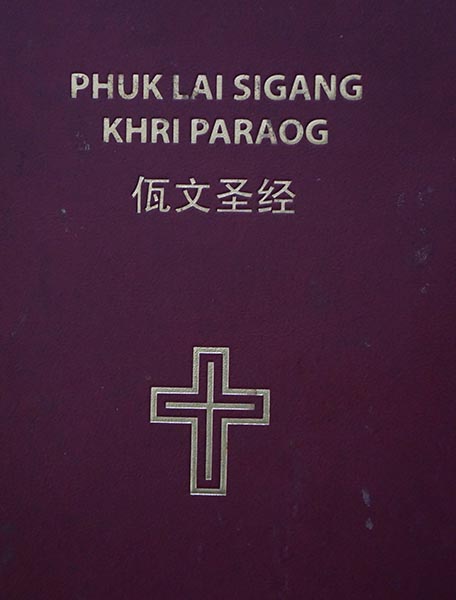 PHUK LAI SIGANG
KHRI PARAOG
佤文圣经